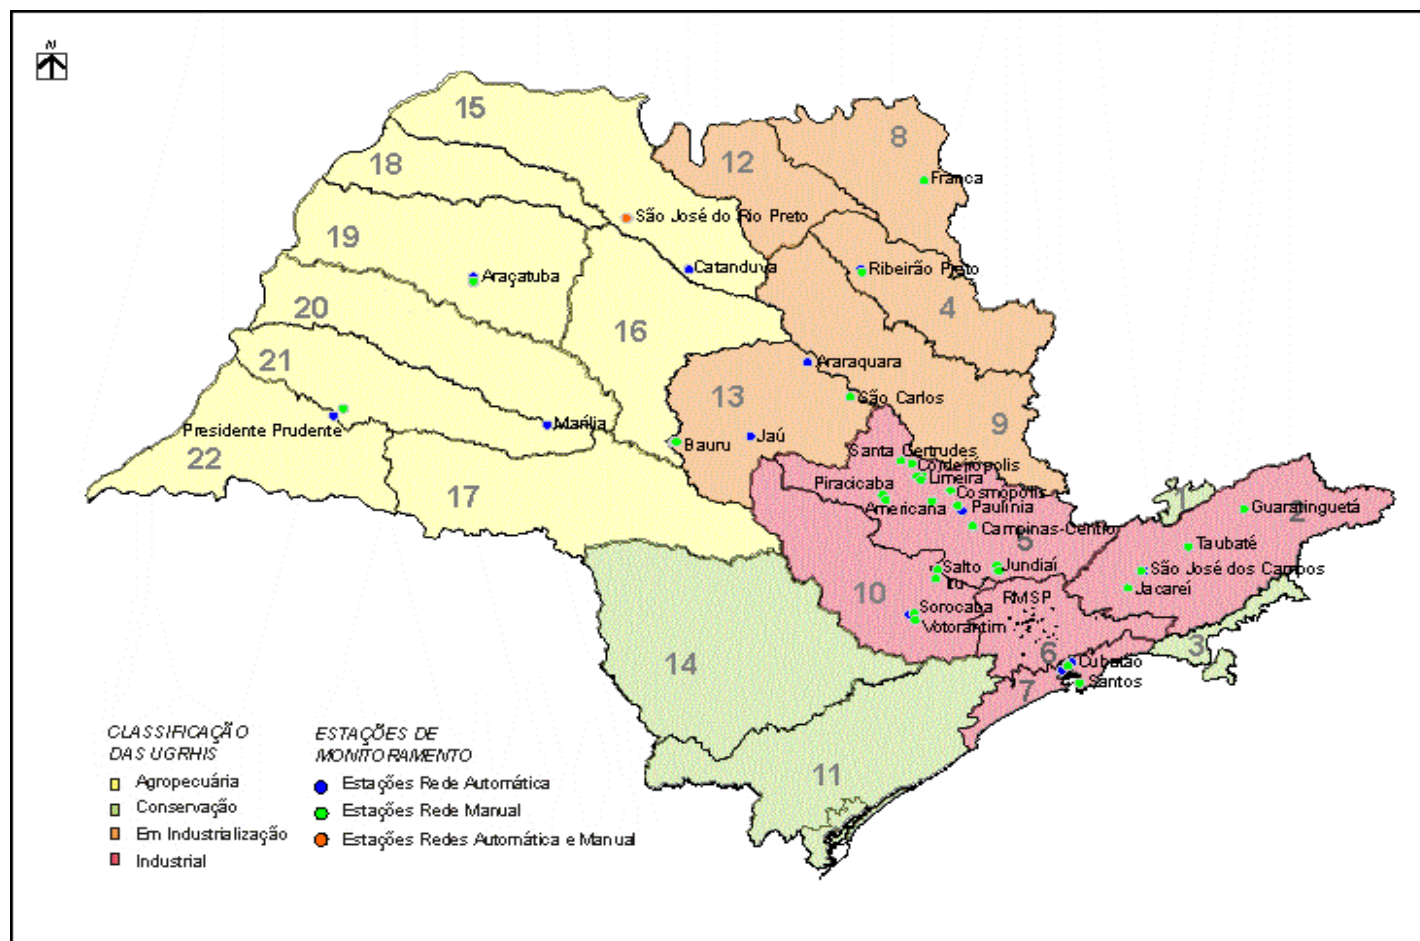 N
15
8
12
18
Franca
São José do Rio Preto
19
Catanduva
Ribeirão Preto
Araçatuba
20
4
16
21
Araraquara
13
São Carlos
9
Marília
Presidente Prudente
Jaú
Bauru
22
Santa Gertrudes
Cordeirópolis
17
Limeira
Piracicaba
Cosmópolis
1
2
Americana
Paulínia
Guaratinguetá
Campinas-Centro
5
Taubaté
Salto
Jundiaí
São José dos Campos
Itu
10
RMSP
Jacareí
Sorocaba
Votorantim
3
6
14
Cubatão
7
Santos
CLASSIFICAÇÃO
DAS UGRHIS
Agropecuária
Conservação
Em Industrialização
Industrial
ESTAÇÕES DE
MONITORAMENTO
Estações Rede Automática
Estações Rede Manual
Estações Redes Automática e Manual
11